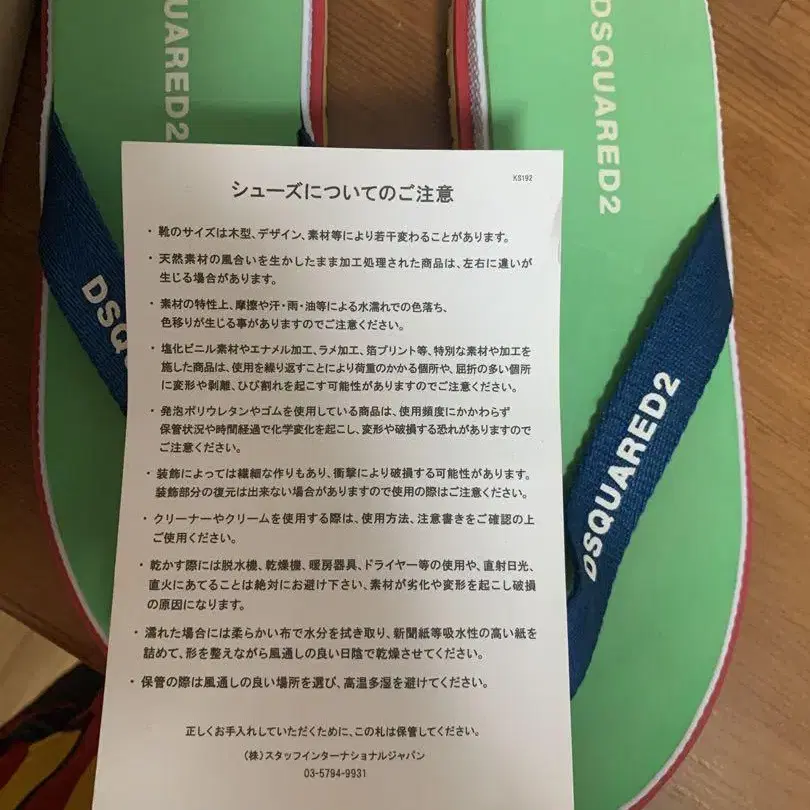 DSQUARED2
DSQUARED2
KS192
シューズについてのご注意
・靴のサイズは木型、デザイン、素材等により若干変わることがあります。
・天然素材の風合いを生かしたまま加工処理された商品は、左右に違いが
生じる場合があります。
・素材の特性上、摩擦や汗・雨・油等による水濡れでの色落ち、
色移りが生じる事がありますのでご注意ください。
・塩化ビニル素材やエナメル加工、ラメ加工、箔プリント等、特別な素材や加工を
施した商品は、使用を繰り返すことにより荷重のかかる個所や、屈折の多い個所
に変形や剥離、ひび割れを起こす可能性がありますのでご注意ください。
・発泡ポリウレタンやゴムを使用している商品は、使用頻度にかかわらず
保管状況や時間経過で化学変化を起こし、変形や破損する恐れがありますので
ご注意ください。
・装飾によっては繊細な作りもあり、衝撃により破損する可能性があります。
装飾部分の復元は出来ない場合がありますので使用の際はご注意ください。
・クリーナーやクリームを使用する際は、使用方法、注意書きをご確認の上
ご使用ください。
・乾かす際には脱水機、乾燥機、暖房器具、ドライヤー等の使用や、直射日光、
直火にあてることは絶対にお避け下さい、素材が劣化や変形を起こし破損
の原因になります。
・濡れた場合には柔らかい布で水分を拭き取り、新聞紙等吸水性の高い紙を
詰めて、形を整えながら風通しの良い日陰で乾燥させてください。
・保管の際は風通しの良い場所を選び、高温多湿を避けてください。
正しくお手入れしていただくために、この札は保管してください。
(株)スタッフインターナショナルジャパン
03-5794-9931
DSQ
DSQUARED2